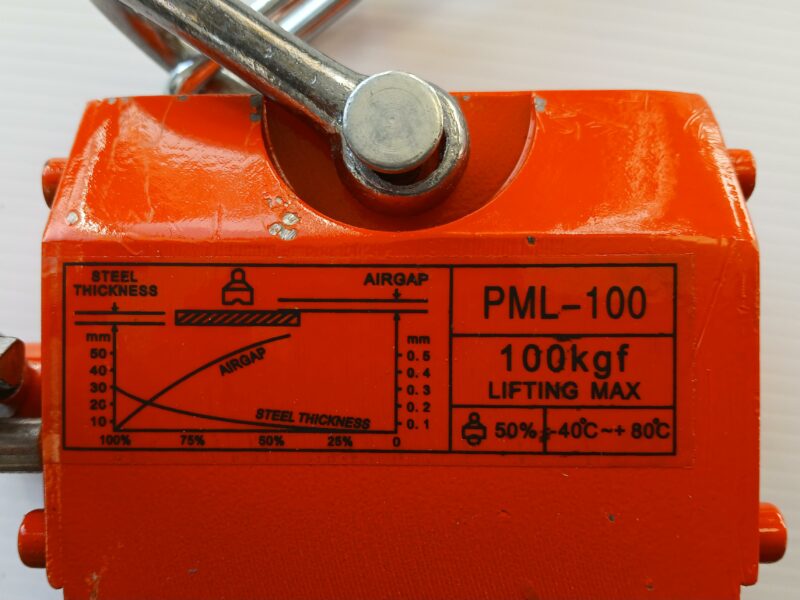 STEEL
THICKNESS
AIRGAP
mm
50
40
30
20
10
AIRGAP
STEEL THICKNESS
mm
0.5
0.4
0.3
0.2
0.1
100% 75% 50% 25% 0
PML-100
100kgf
LIFTING MAX
50% -40°C~+80°C